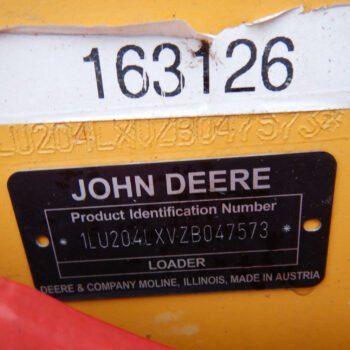 163126
1LU204LXVZB047573*
JOHN DEERE
Product Identification Number
* 1LU204LXVZB047573 *
LOADER
DEERE & COMPANY MOLINE, ILLINOIS, MADE IN AUSTRIA